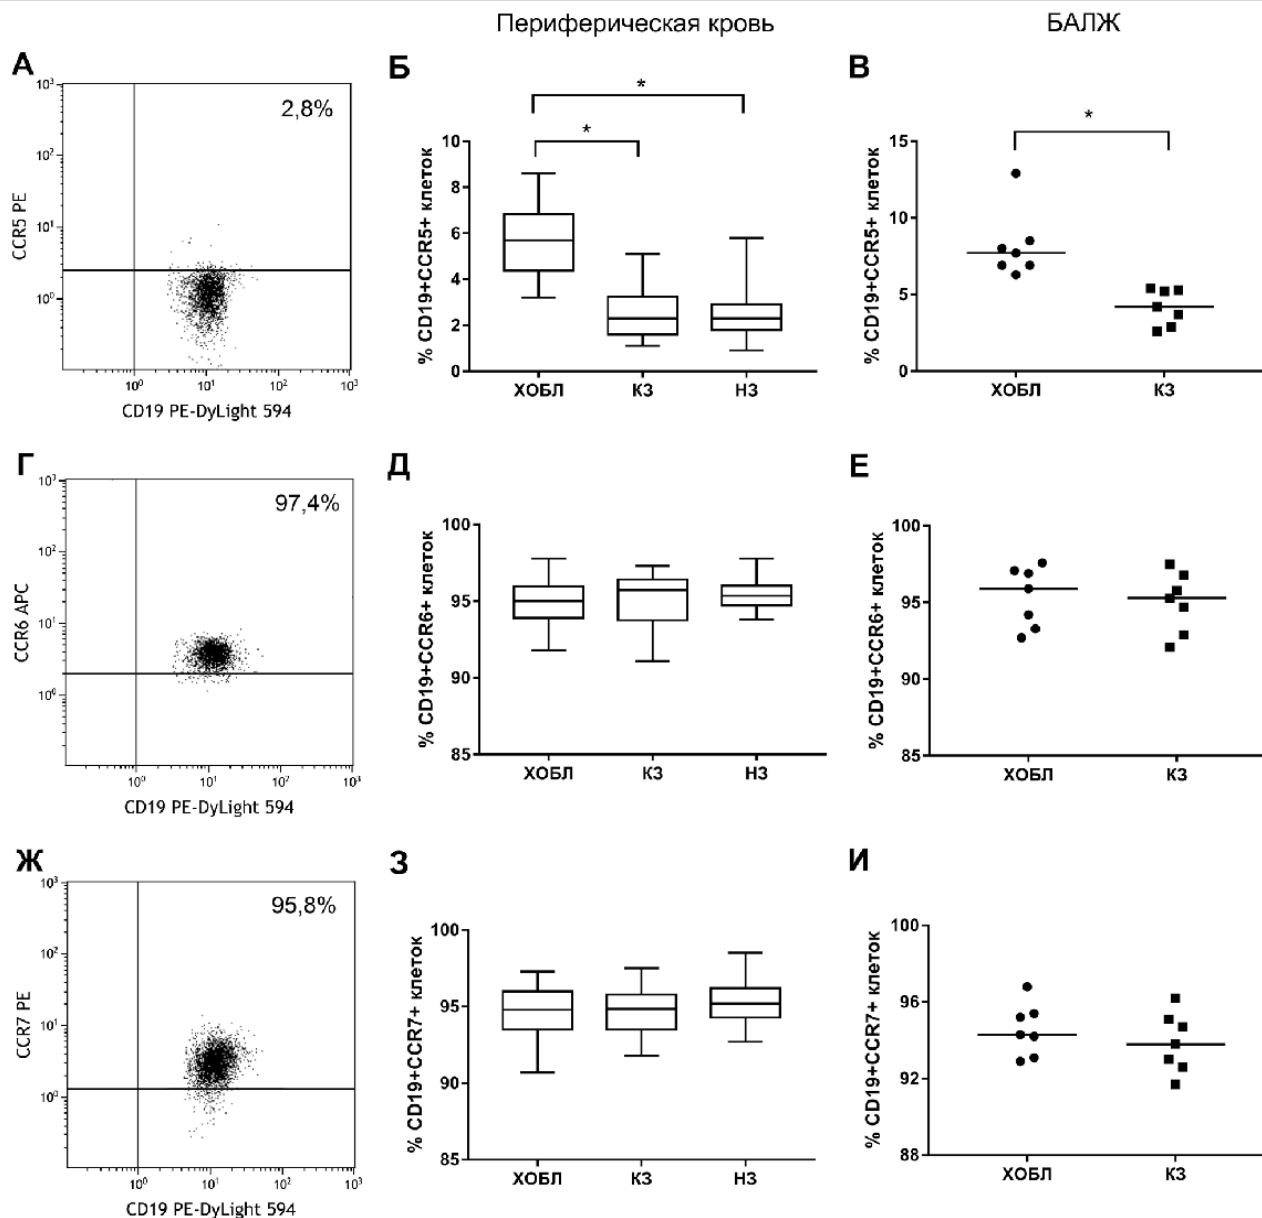 Периферическая кровь
БАЛЖ
А
10³
10²
10¹
10⁰
CCR5 PE
2,8%
10⁰ 10¹ 10² 10³
CD19 PE-DyLight 594
Б
* 
*
% CD19+CCR5+ клеток
10
8
6
4
2
0
ХОБЛ КЗ НЗ
В
*
% CD19+CCR5+ клеток
15
10
5
0
ХОБЛ КЗ
Г
10³
10²
10¹
10⁰
CCR6 APC
97,4%
10⁰ 10¹ 10² 10³
CD19 PE-DyLight 594
Д
% CD19+CCR6+ клеток
100
95
90
85
ХОБЛ КЗ НЗ
Е
% CD19+CCR6+ клеток
100
95
90
85
ХОБЛ КЗ
Ж
10³
10²
10¹
10⁰
CCR7 PE
95,8%
10⁰ 10¹ 10² 10³
CD19 PE-DyLight 594
З
% CD19+CCR7+ клеток
100
95
90
85
ХОБЛ КЗ НЗ
И
% CD19+CCR7+ клеток
100
96
92
88
ХОБЛ КЗ